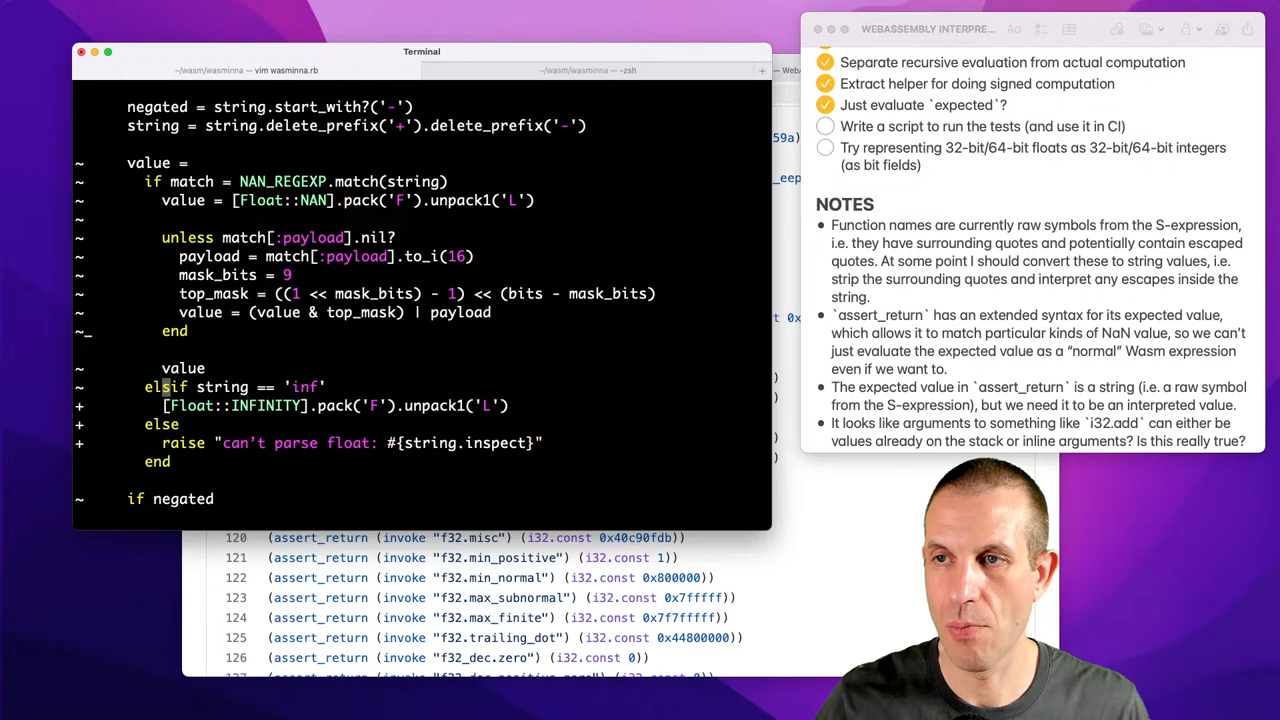 Terminal
~/wasm/wasminna — vim wasminna.rb
~/wasm/wasminna — -zsh
+
negated = string.start_with?('-')
string = string.delete_prefix('+').delete_prefix('-')
~ value =
~ if match = NAN_REGEXP.match(string)
~ value = [Float::NAN].pack('F').unpack1('L')
~
~ unless match[:payload].nil?
~ payload = match[:payload].to_i(16)
~ mask_bits = 9
~ top_mask = ((1 << mask_bits) - 1) << (bits - mask_bits)
~ value = (value & top_mask) | payload
~_ end
~ value
~ elsif string == 'inf'
+ [Float::INFINITY].pack('F').unpack1('L')
+ else
+ raise "can’t parse float: #{string.inspect}"
end
~ if negated
WEBASSEMBLY INTERPRE...
Aa
Separate recursive evaluation from actual computation
Extract helper for doing signed computation
Just evaluate `expected`?
Write a script to run the tests (and use it in CI)
Try representing 32-bit/64-bit floats as 32-bit/64-bit integers
(as bit fields)
NOTES
• Function names are currently raw symbols from the S-expression,
i.e. they have surrounding quotes and potentially contain escaped
quotes. At some point I should convert these to string values, i.e.
strip the surrounding quotes and interpret any escapes inside the
string.
• `assert_return` has an extended syntax for its expected value,
which allows it to match particular kinds of NaN value, so we can’t
just evaluate the expected value as a “normal” Wasm expression
even if we want to.
• The expected value in `assert_return` is a string (i.e. a raw symbol
from the S-expression), but we need it to be an interpreted value.
• It looks like arguments to something like `i32.add` can either be
values already on the stack or inline arguments? Is this really true?
59a)
_eep
0x
)
)
)
120 (assert_return (invoke "f32.misc") (i32.const 0x40c90fdb))
121 (assert_return (invoke "f32.min_positive") (i32.const 1))
122 (assert_return (invoke "f32.min_normal") (i32.const 0x800000))
123 (assert_return (invoke "f32.max_subnormal") (i32.const 0x7fffff))
124 (assert_return (invoke "f32.max_finite") (i32.const 0x7f7fffff))
125 (assert_return (invoke "f32.trailing_dot") (i32.const 0x44800000))
126 (assert_return (invoke "f32_dec.zero") (i32.const 0))